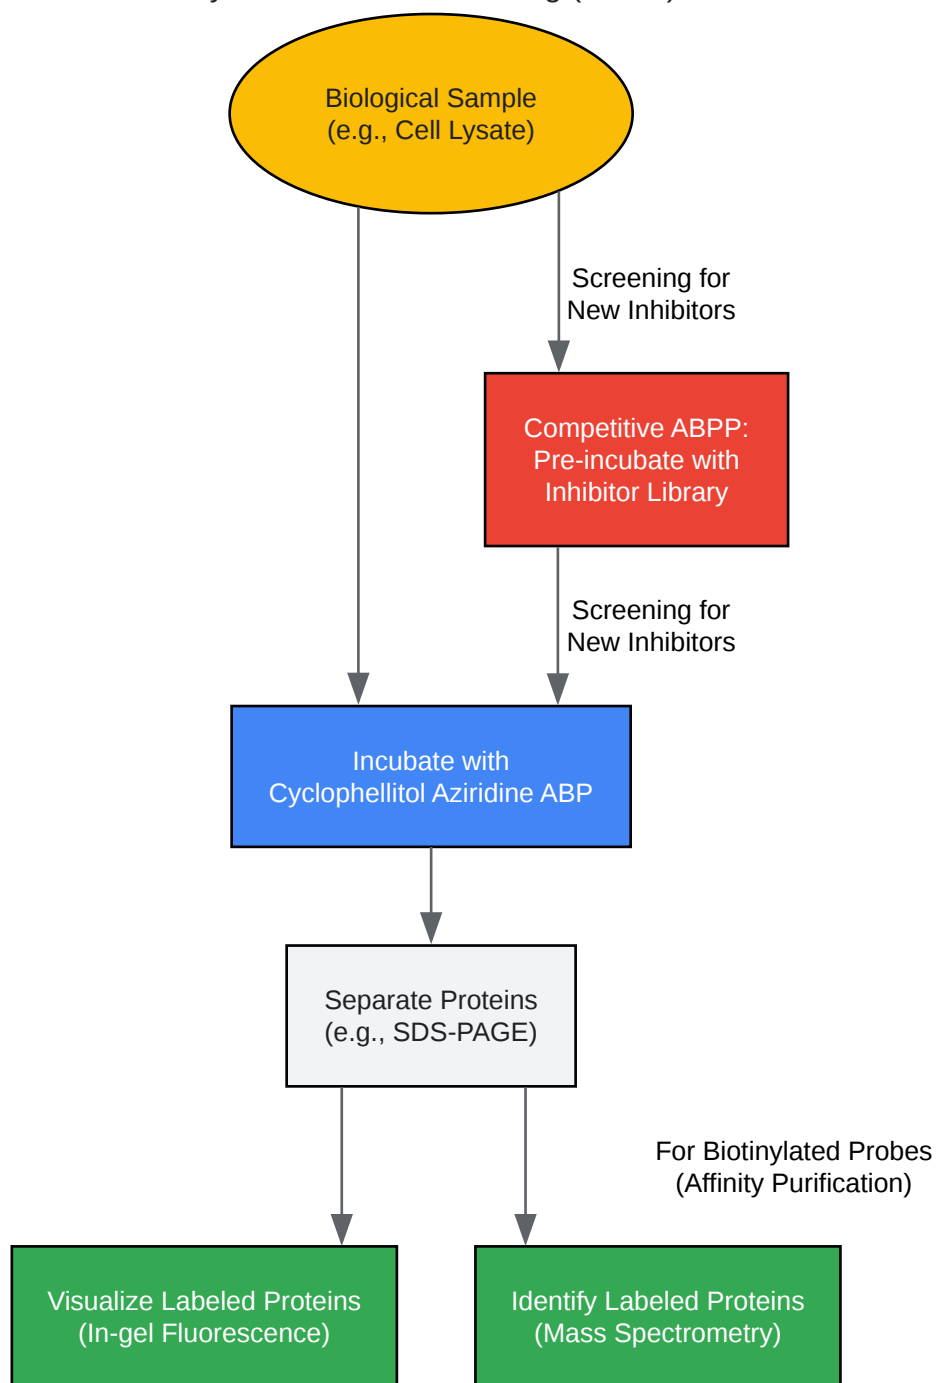 Biological Sample
(e.g., Cell Lysate)
Screening for
New Inhibitors
Competitive ABPP:
Pre-incubate with
Inhibitor Library
Screening for
New Inhibitors
Incubate with
Cyclophellitol Aziridine ABP
Separate Proteins
(e.g., SDS-PAGE)
For Biotinylated Probes
(Affinity Purification)
Visualize Labeled Proteins
(In-gel Fluorescence)
Identify Labeled Proteins
(Mass Spectrometry)